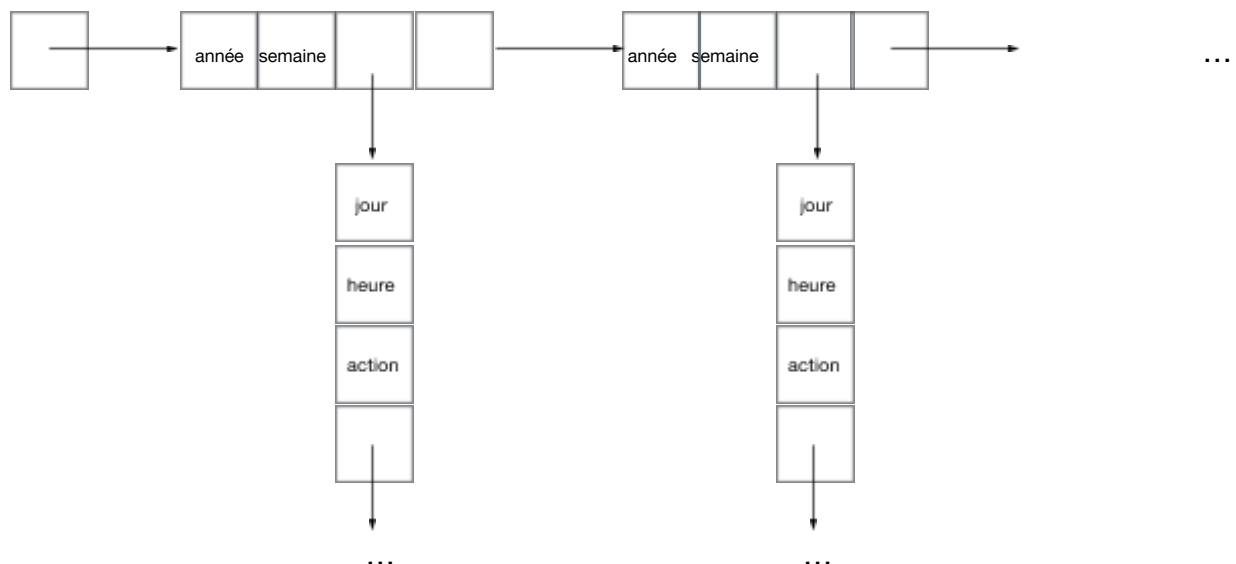 année semaine année semaine ...
jour jour
heure heure
action action
... ...